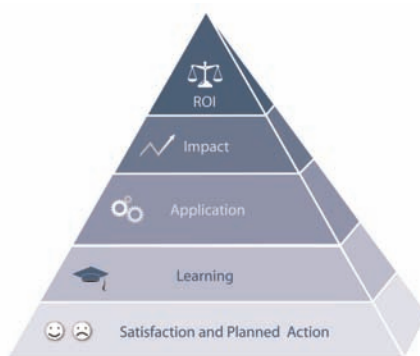 ROI
Impact
Application
Learning
Satisfaction and Planned Action